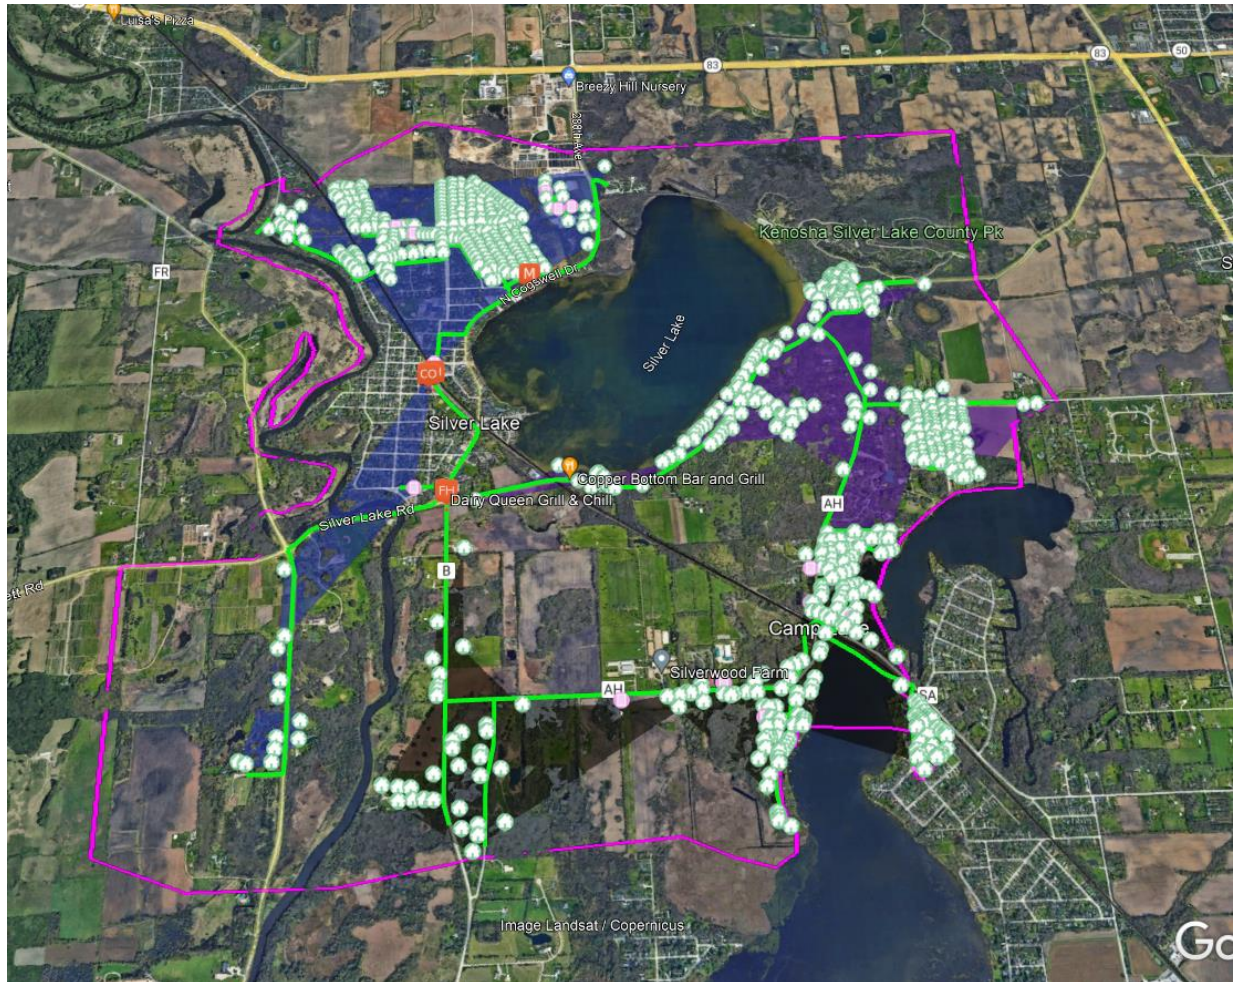 Luisa's Pizza
83
83
50
Breezy Hill Nursery
288th Ave
Kenosha Silver Lake County Pk
FR
M
N Cogswell Dr
Silver Lake
CO
Silver Lake
Copper Bottom Bar and Grill
FH
Dairy Queen Grill & Chill
AH
Silver Lake Rd
B
ett Rd
Camp
Silverwood Farm
AH
SA
Image Landsat / Copernicus
Go